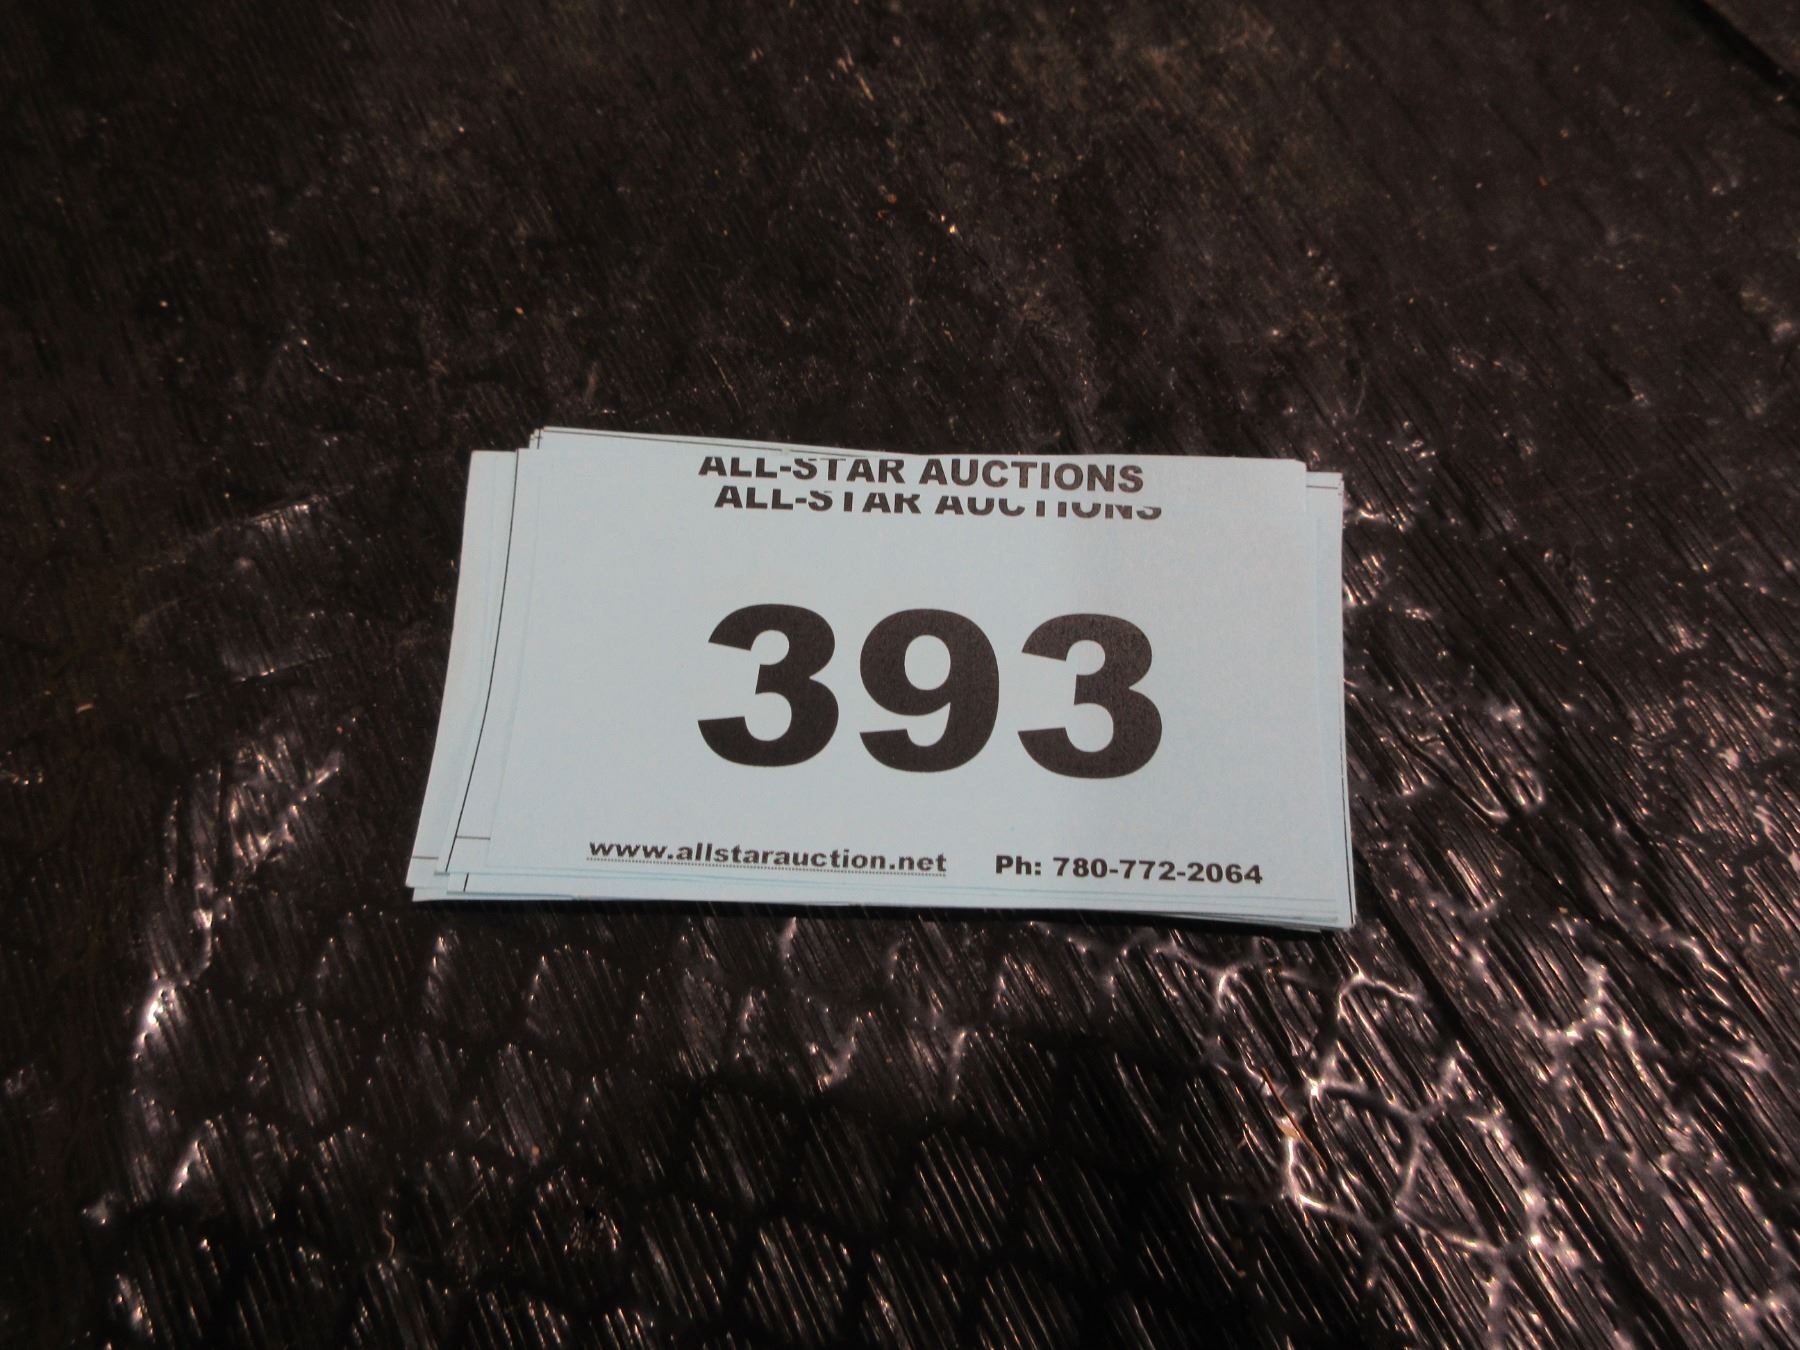 ALL-STAR AUCTIONS
ALL-STAR AUCTIONS
393
www.allstarauction.net Ph: 780-772-2064